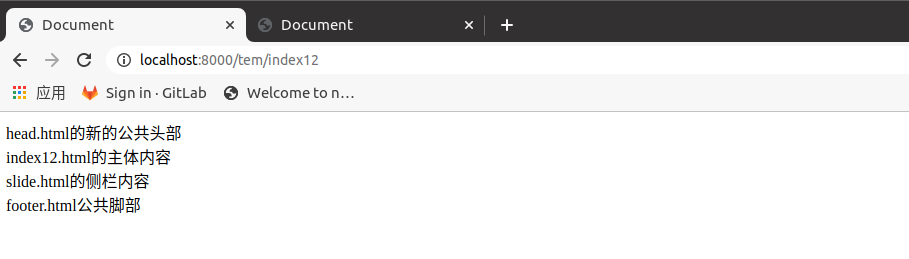 Document
Document
localhost:8000/tem/index12
应用
Sign in · GitLab
Welcome to n…
head.html的新的公共头部
index12.html的主体内容
slide.html的侧栏内容
footer.html公共脚部